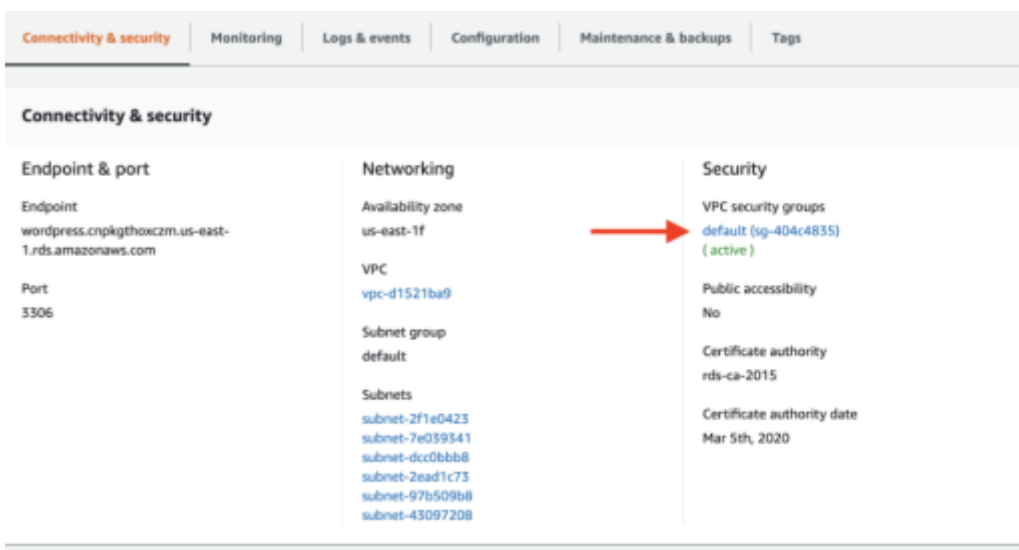 Connectivity & security
Monitoring
Logs & events
Configuration
Maintenance & backups
Tags
Connectivity & security
Endpoint & port
Endpoint
wordpress.cnpkgthoxczm.us-east-
1.rds.amazonaws.com
Port
3306
Networking
Availability zone
us-east-1f
VPC
vpc-d1521ba9
Subnet group
default
Subnets
subnet-2f1e0423
subnet-7e039341
subnet-dcc0bbb8
subnet-2ead1c73
subnet-97b509b8
subnet-43097208
Security
VPC security groups
default (sg-404c4835)
( active )
Public accessibility
No
Certificate authority
rds-ca-2015
Certificate authority date
Mar 5th, 2020